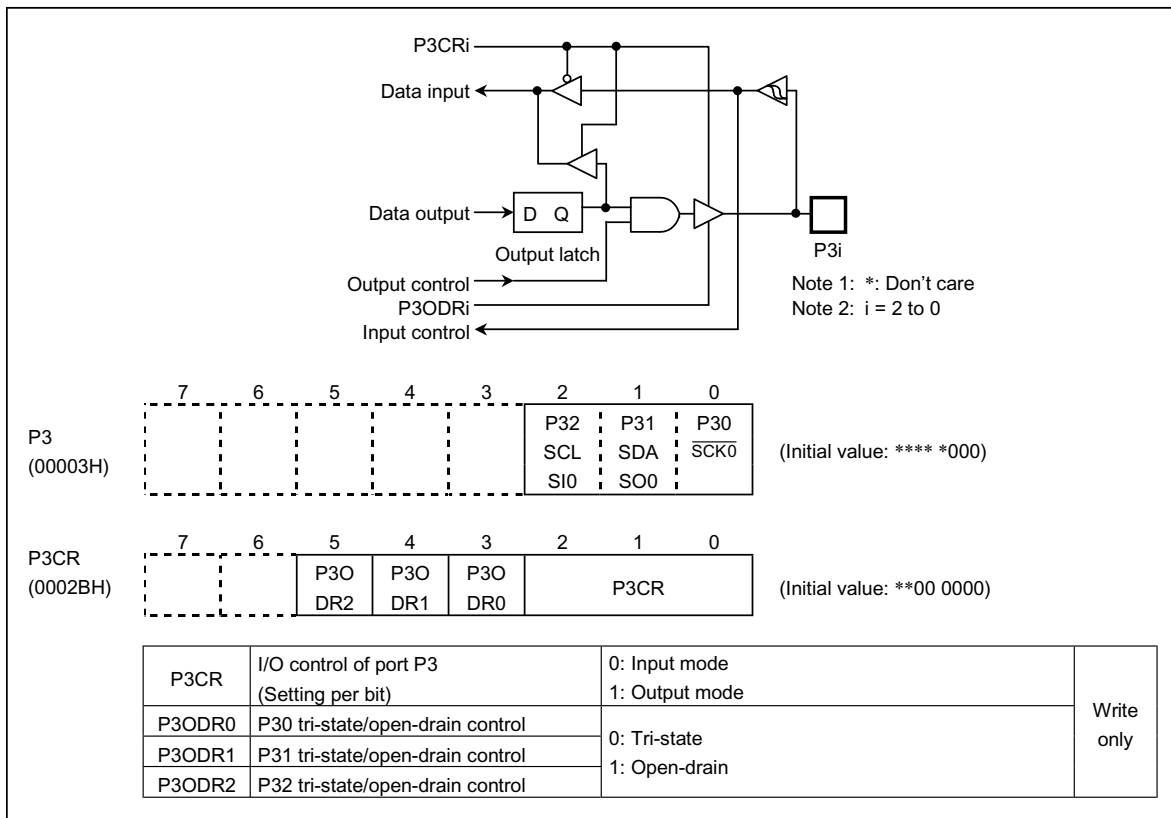 P3CRi
Data input
Data output
D Q
Output latch
P3i
Output control
Note 1: *: Don't care
P3ODRi
Note 2: i = 2 to 0
Input control
7 6 5 4 3 2 1 0
P3
(00003H)
P32 P31 P30
SCL SDA SCK0
SI0 SO0
(Initial value: **** *000)
7 6 5 4 3 2 1 0
P3CR
(0002BH)
P3O P3O P3O
DR2 DR1 DR0
P3CR
(Initial value: **00 0000)
P3CR
I/O control of port P3
(Setting per bit)
0: Input mode
1: Output mode
Write
only
P3ODR0 P30 tri-state/open-drain control
P3ODR1 P31 tri-state/open-drain control
P3ODR2 P32 tri-state/open-drain control
0: Tri-state
1: Open-drain